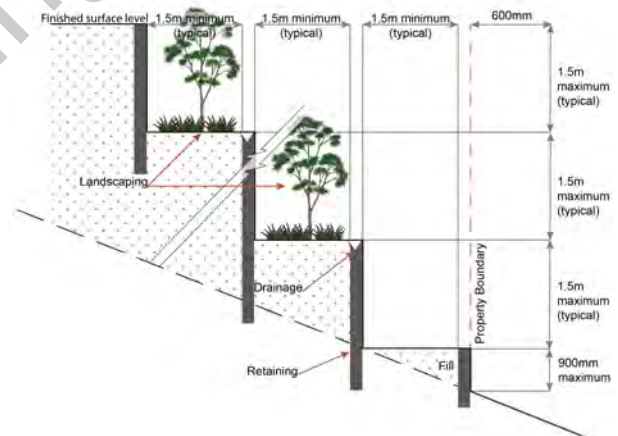 Finished surface level
1.5m minimum
(typical)
1.5m minimum
(typical)
1.5m minimum
(typical)
600mm
1.5m
maximum
(typical)
Landscaping
1.5m
maximum
(typical)
Drainage
Property Boundary
1.5m
maximum
(typical)
Retaining
Fill
900mm
maximum